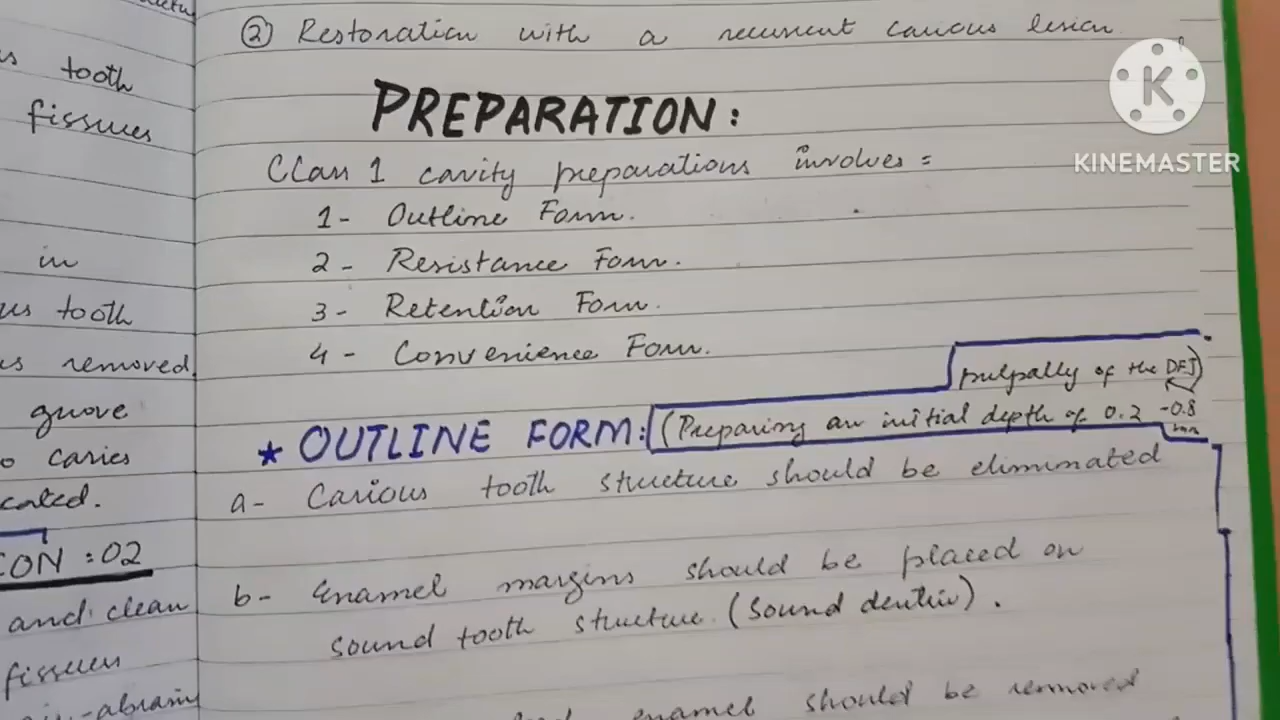 s tooth
fissures
in
us tooth
us removed
groove
o caries
cated.
ION : 02
and clean
fissures
② Restoration with a recurrent carious lesion.
PREPARATION:
Class 1 cavity preparations involves =
1- Outline Form.
2- Resistance Form.
3- Retention Form.
4- Convenience Form.
pulpally of the DEJ)
★ OUTLINE FORM: (Preparing an initial depth of 0.2 -0.8 mm
a- Carious tooth structure should be eliminated
b- Enamel margins should be placed on
sound tooth structure. (sound dentin).
enamel should be removed
K
KINEMASTER